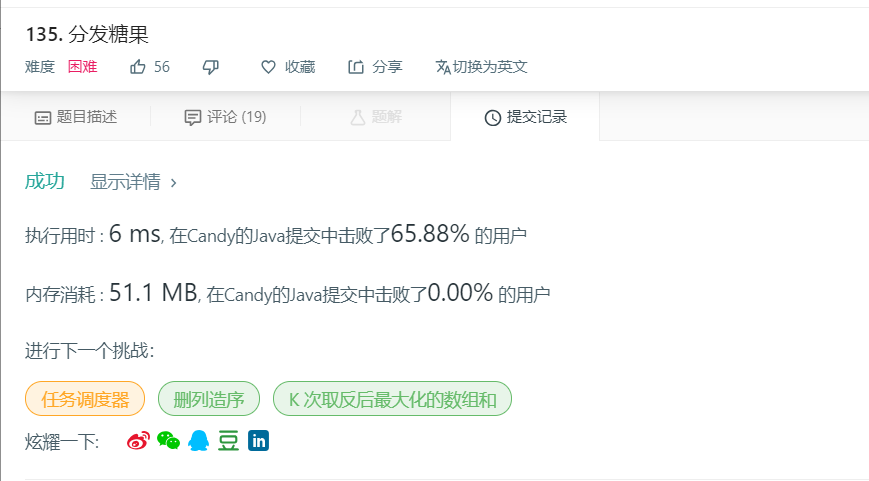 135. 分发糖果
难度 困难 56 收藏 分享 切换为英文
题目描述 评论 (19) 题解 提交记录
成功 显示详情 ›
执行用时 : 6 ms, 在Candy的Java提交中击败了65.88% 的用户
内存消耗 : 51.1 MB, 在Candy的Java提交中击败了0.00% 的用户
进行下一个挑战:
任务调度器 删列造序 K 次取反后最大化的数组和
炫耀一下: 豆 in